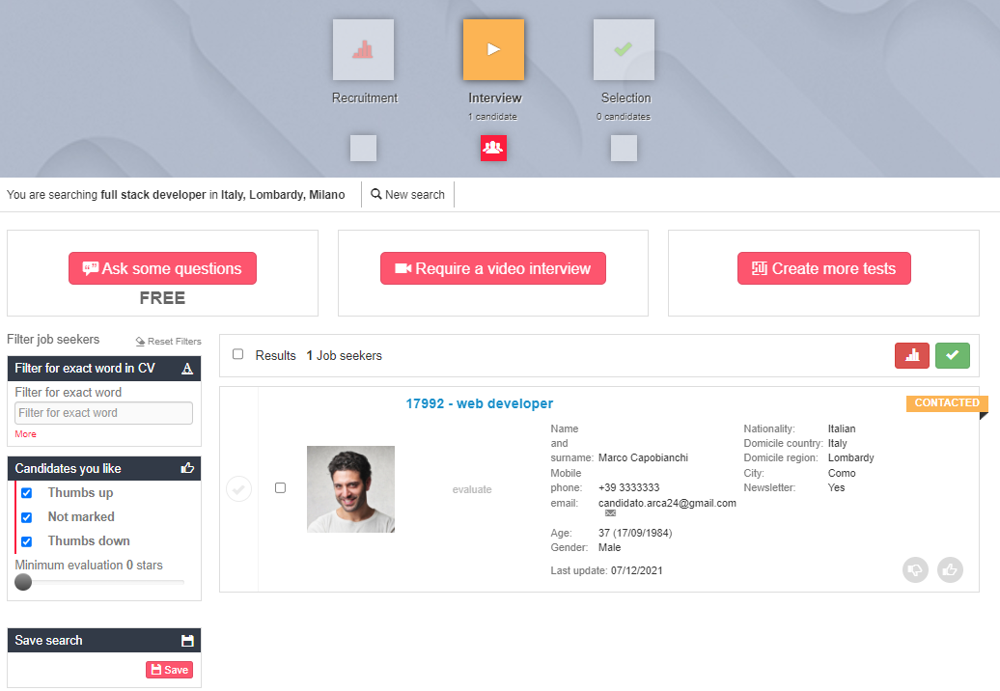 Recruitment
Interview
Selection
1 candidate
0 candidates
You are searching full stack developer in Italy, Lombardy, Milano
New search
Ask some questions
FREE
Require a video interview
Create more tests
Filter job seekers
Reset Filters
Filter for exact word in CV
Filter for exact word
Filter for exact word
More
Candidates you like
Thumbs up
Not marked
Thumbs down
Minimum evaluation 0 stars
Save search
Save
Results 1 Job seekers
17992 - web developer
CONTACTED
evaluate
Name
and
surname: Marco Capobianchi
Mobile
phone: +39 3333333
email: candidato.arca24@gmail.com
Age: 37 (17/09/1984)
Gender: Male
Last update: 07/12/2021
Nationality: Italian
Domicile country: Italy
Domicile region: Lombardy
City: Como
Newsletter: Yes